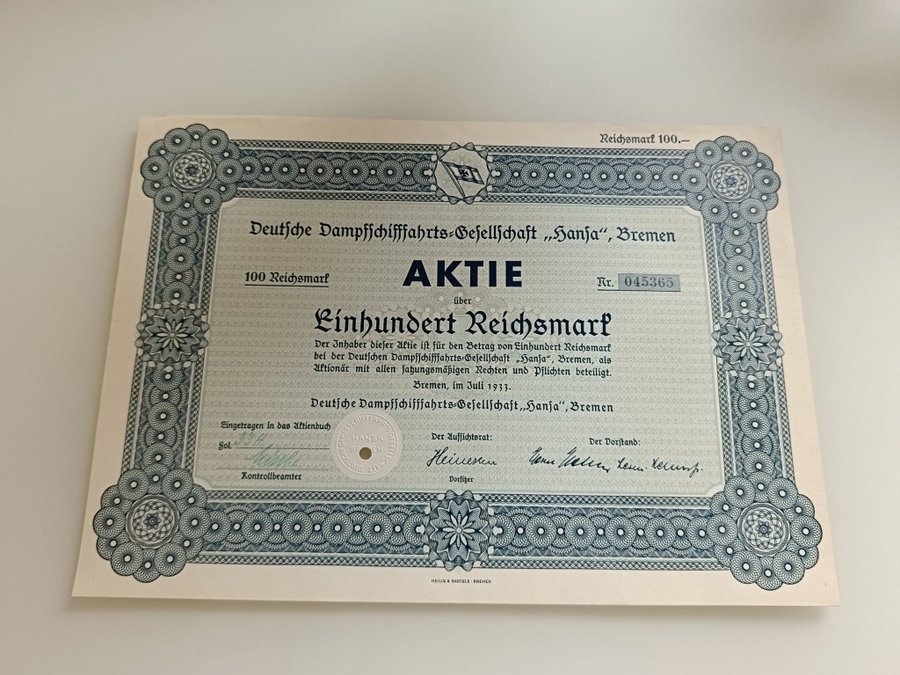 Reichsmark 100,—
Deutsche Dampfschifffahrts=Gesellschaft „Hansa“, Bremen
100 Reichsmark
AKTIE
Nr. 045365
über
Einhundert Reichsmark
Der Inhaber dieser Aktie ist für den Betrag von Einhundert Reichsmark
bei der Deutschen Dampfschifffahrts=Gesellschaft „Hansa“, Bremen, als
Aktionär mit allen satzungsmäßigen Rechten und Pflichten beteiligt.
Bremen, im Juli 1933.
Deutsche Dampfschifffahrts=Gesellschaft „Hansa“, Bremen
Eingetragen in das Aktienbuch
Fol.
Kontrollbeamter
HANSA
Der Aufsichtsrat:
Vorsitzer
Der Vorstand:
HEILIG & BARTELS · BREMEN